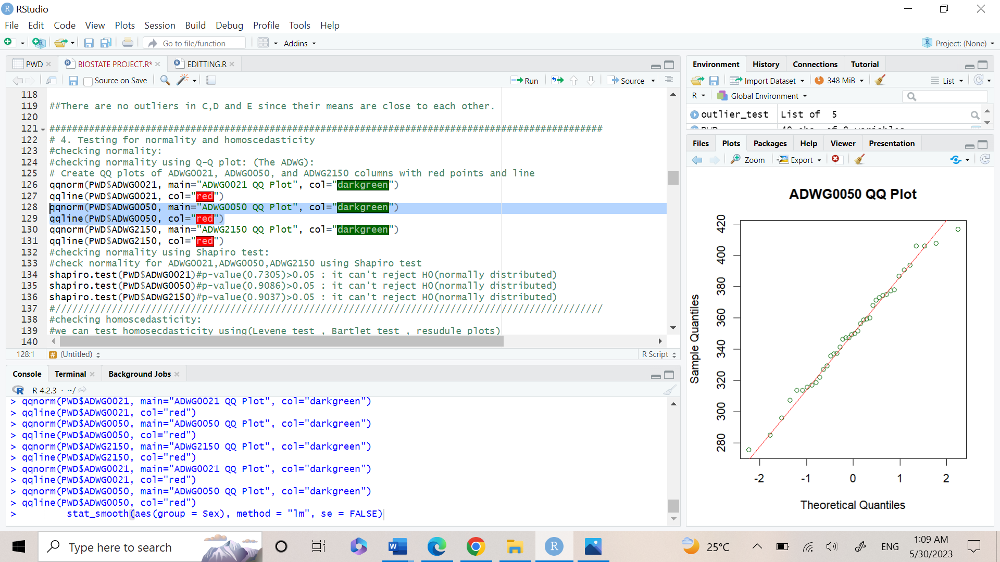 RStudio
File Edit Code View Plots Session Build Debug Profile Tools Help
Go to file/function Addins Project: (None)
PWD BIOSTATE PROJECT.R* EDITTING.R
Source on Save Run Source
118
119 ##There are no outliers in C,D and E since their means are close to each other.
120
121 ##################################################################################################
122 # 4. Testing for normality and homoscedasticity
123 #checking normality:
124 #checking normality using Q-Q plot: (The ADWG):
125 # Create QQ plots of ADWG0021, ADWG0050, and ADWG2150 columns with red points and line
126 qqnorm(PWD$ADWG0021, main="ADWG0021 QQ Plot", col="darkgreen")
127 qqline(PWD$ADWG0021, col="red")
128 qqnorm(PWD$ADWG0050, main="ADWG0050 QQ Plot", col="darkgreen")
129 qqline(PWD$ADWG0050, col="red")
130 qqnorm(PWD$ADWG2150, main="ADWG2150 QQ Plot", col="darkgreen")
131 qqline(PWD$ADWG2150, col="red")
132 #checking normality using Shapiro test:
133 #check normality for ADWG0021,ADWG0050,ADWG2150 using Shapiro test
134 shapiro.test(PWD$ADWG0021)#p-value(0.7305)>0.05 : it can't reject H0(normally distributed)
135 shapiro.test(PWD$ADWG0050)#p-value(0.9086)>0.05 : it can't reject H0(normally distributed)
136 shapiro.test(PWD$ADWG2150)#p-value(0.9037)>0.05 : it can't reject H0(normally distributed)
137 #/////////////////////////////////////////////////////////////////////////////////////////////////
138 #checking homoscedasticity:
139 #we can test homosecdasticity using(Levene test , Bartlet test , resudule plots)
140
128:1 # (Untitled) R Script
Console Terminal Background Jobs
R 4.2.3 · ~/
> qqnorm(PWD$ADWG0021, main="ADWG0021 QQ Plot", col="darkgreen")
> qqline(PWD$ADWG0021, col="red")
> qqnorm(PWD$ADWG0050, main="ADWG0050 QQ Plot", col="darkgreen")
> qqline(PWD$ADWG0050, col="red")
> qqnorm(PWD$ADWG2150, main="ADWG2150 QQ Plot", col="darkgreen")
> qqline(PWD$ADWG2150, col="red")
> qqnorm(PWD$ADWG0021, main="ADWG0021 QQ Plot", col="darkgreen")
> qqline(PWD$ADWG0021, col="red")
> qqnorm(PWD$ADWG0050, main="ADWG0050 QQ Plot", col="darkgreen")
> qqline(PWD$ADWG0050, col="red")
> stat_smooth(aes(group = Sex), method = "lm", se = FALSE)
Environment History Connections Tutorial
Import Dataset 348 MiB List
R Global Environment
outlier_test List of 5
Files Plots Packages Help Viewer Presentation
Zoom Export
ADWG0050 QQ Plot
Sample Quantiles
420
400
380
360
340
320
300
280
-2 -1 0 1 2
Theoretical Quantiles
Type here to search
25°C ENG
1:09 AM
5/30/2023